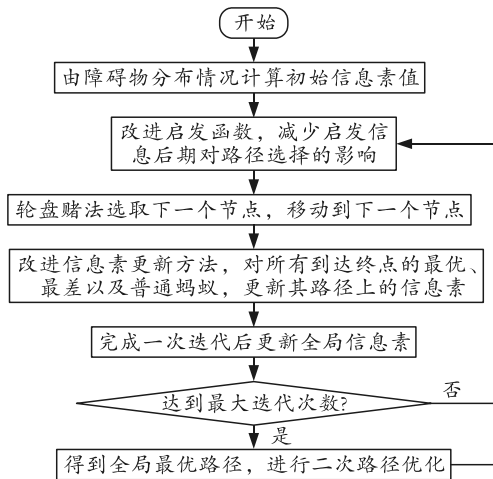 开始
由障碍物分布情况计算初始信息素值
改进启发函数，减少启发信
息后期对路径选择的影响
轮盘赌法选取下一个节点，移动到下一个节点
改进信息素更新方法，对所有到达终点的最优、
最差以及普通蚂蚁，更新其路径上的信息素
完成一次迭代后更新全局信息素
达到最大迭代次数?
否
是
得到全局最优路径，进行二次路径优化